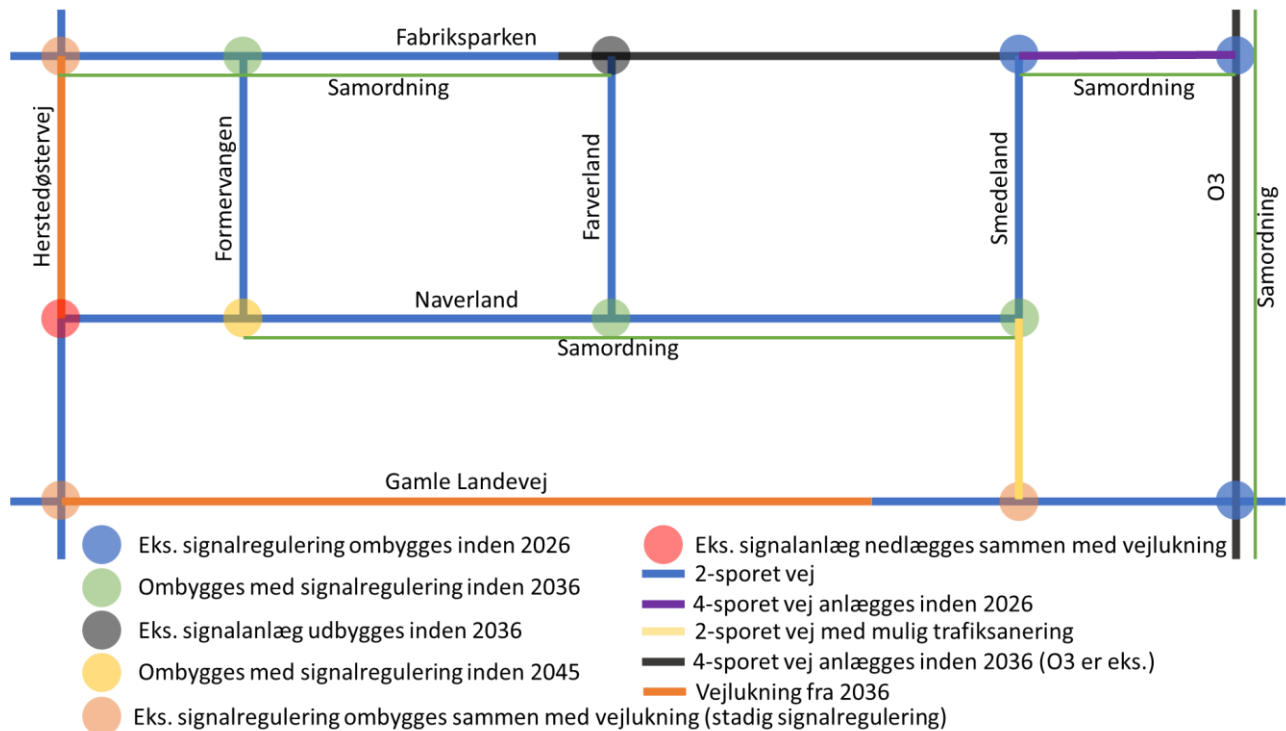 Fabriksparken
Samordning
Samordning
Herstedøstervej
Formervangen
Farverland
Smedeland
O3
Samordning
Naverland
Samordning
Gamle Landevej
Eks. signalregulering ombygges inden 2026
Ombygges med signalregulering inden 2036
Eks. signalanlæg udbygges inden 2036
Ombygges med signalregulering inden 2045
Eks. signalregulering ombygges sammen med vejlukning (stadig signalregulering)
Eks. signalanlæg nedlægges sammen med vejlukning
2-sporet vej
4-sporet vej anlægges inden 2026
2-sporet vej med mulig trafiksanering
4-sporet vej anlægges inden 2036 (O3 er eks.)
Vejlukning fra 2036